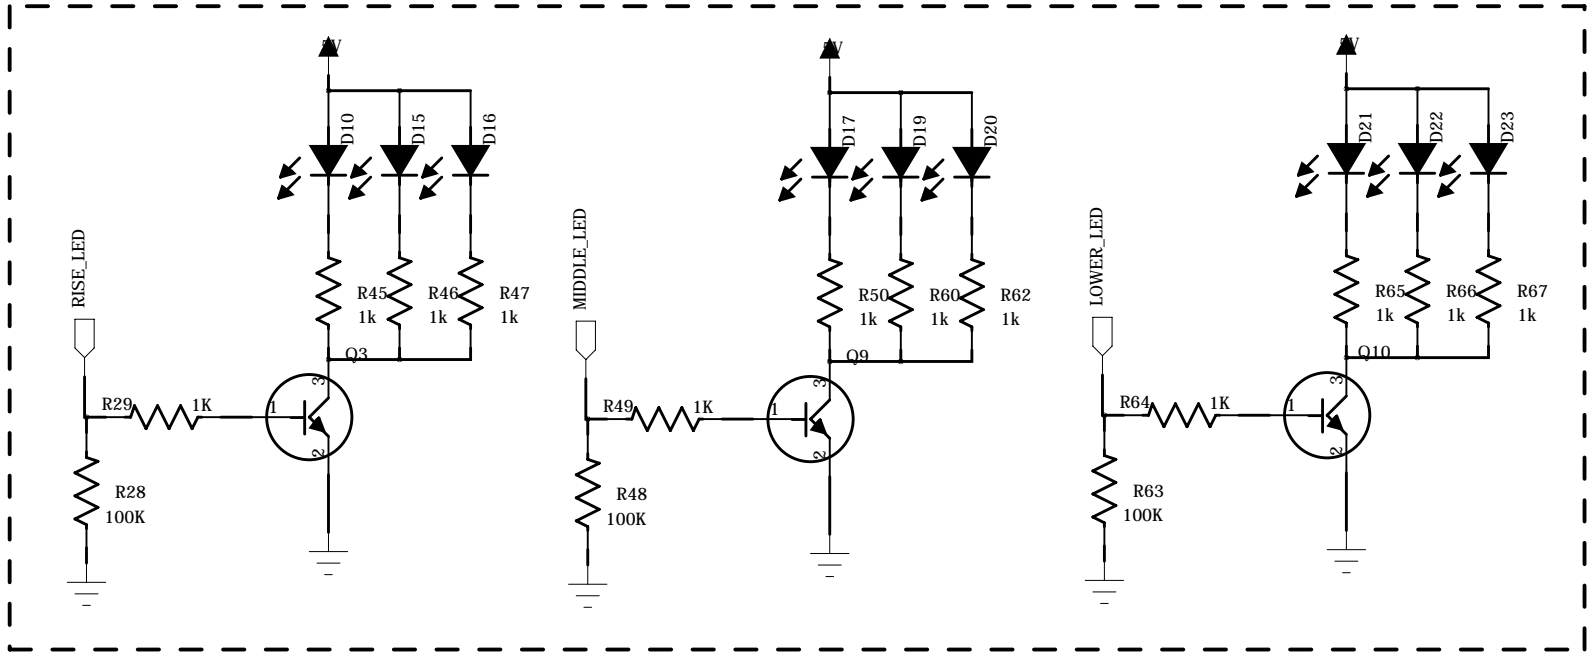 5V
D10
D15
D16
RISE_LED
R45
1k
R46
1k
R47
1k
Q3
3
R29
1K
1
2
R28
100K
5V
D17
D19
D20
MIDDLE_LED
R50
1k
R60
1k
R62
1k
Q9
3
R49
1K
1
2
R48
100K
5V
D21
D22
D23
LOWER_LED
R65
1k
R66
1k
R67
1k
Q10
3
R64
1K
1
2
R63
100K